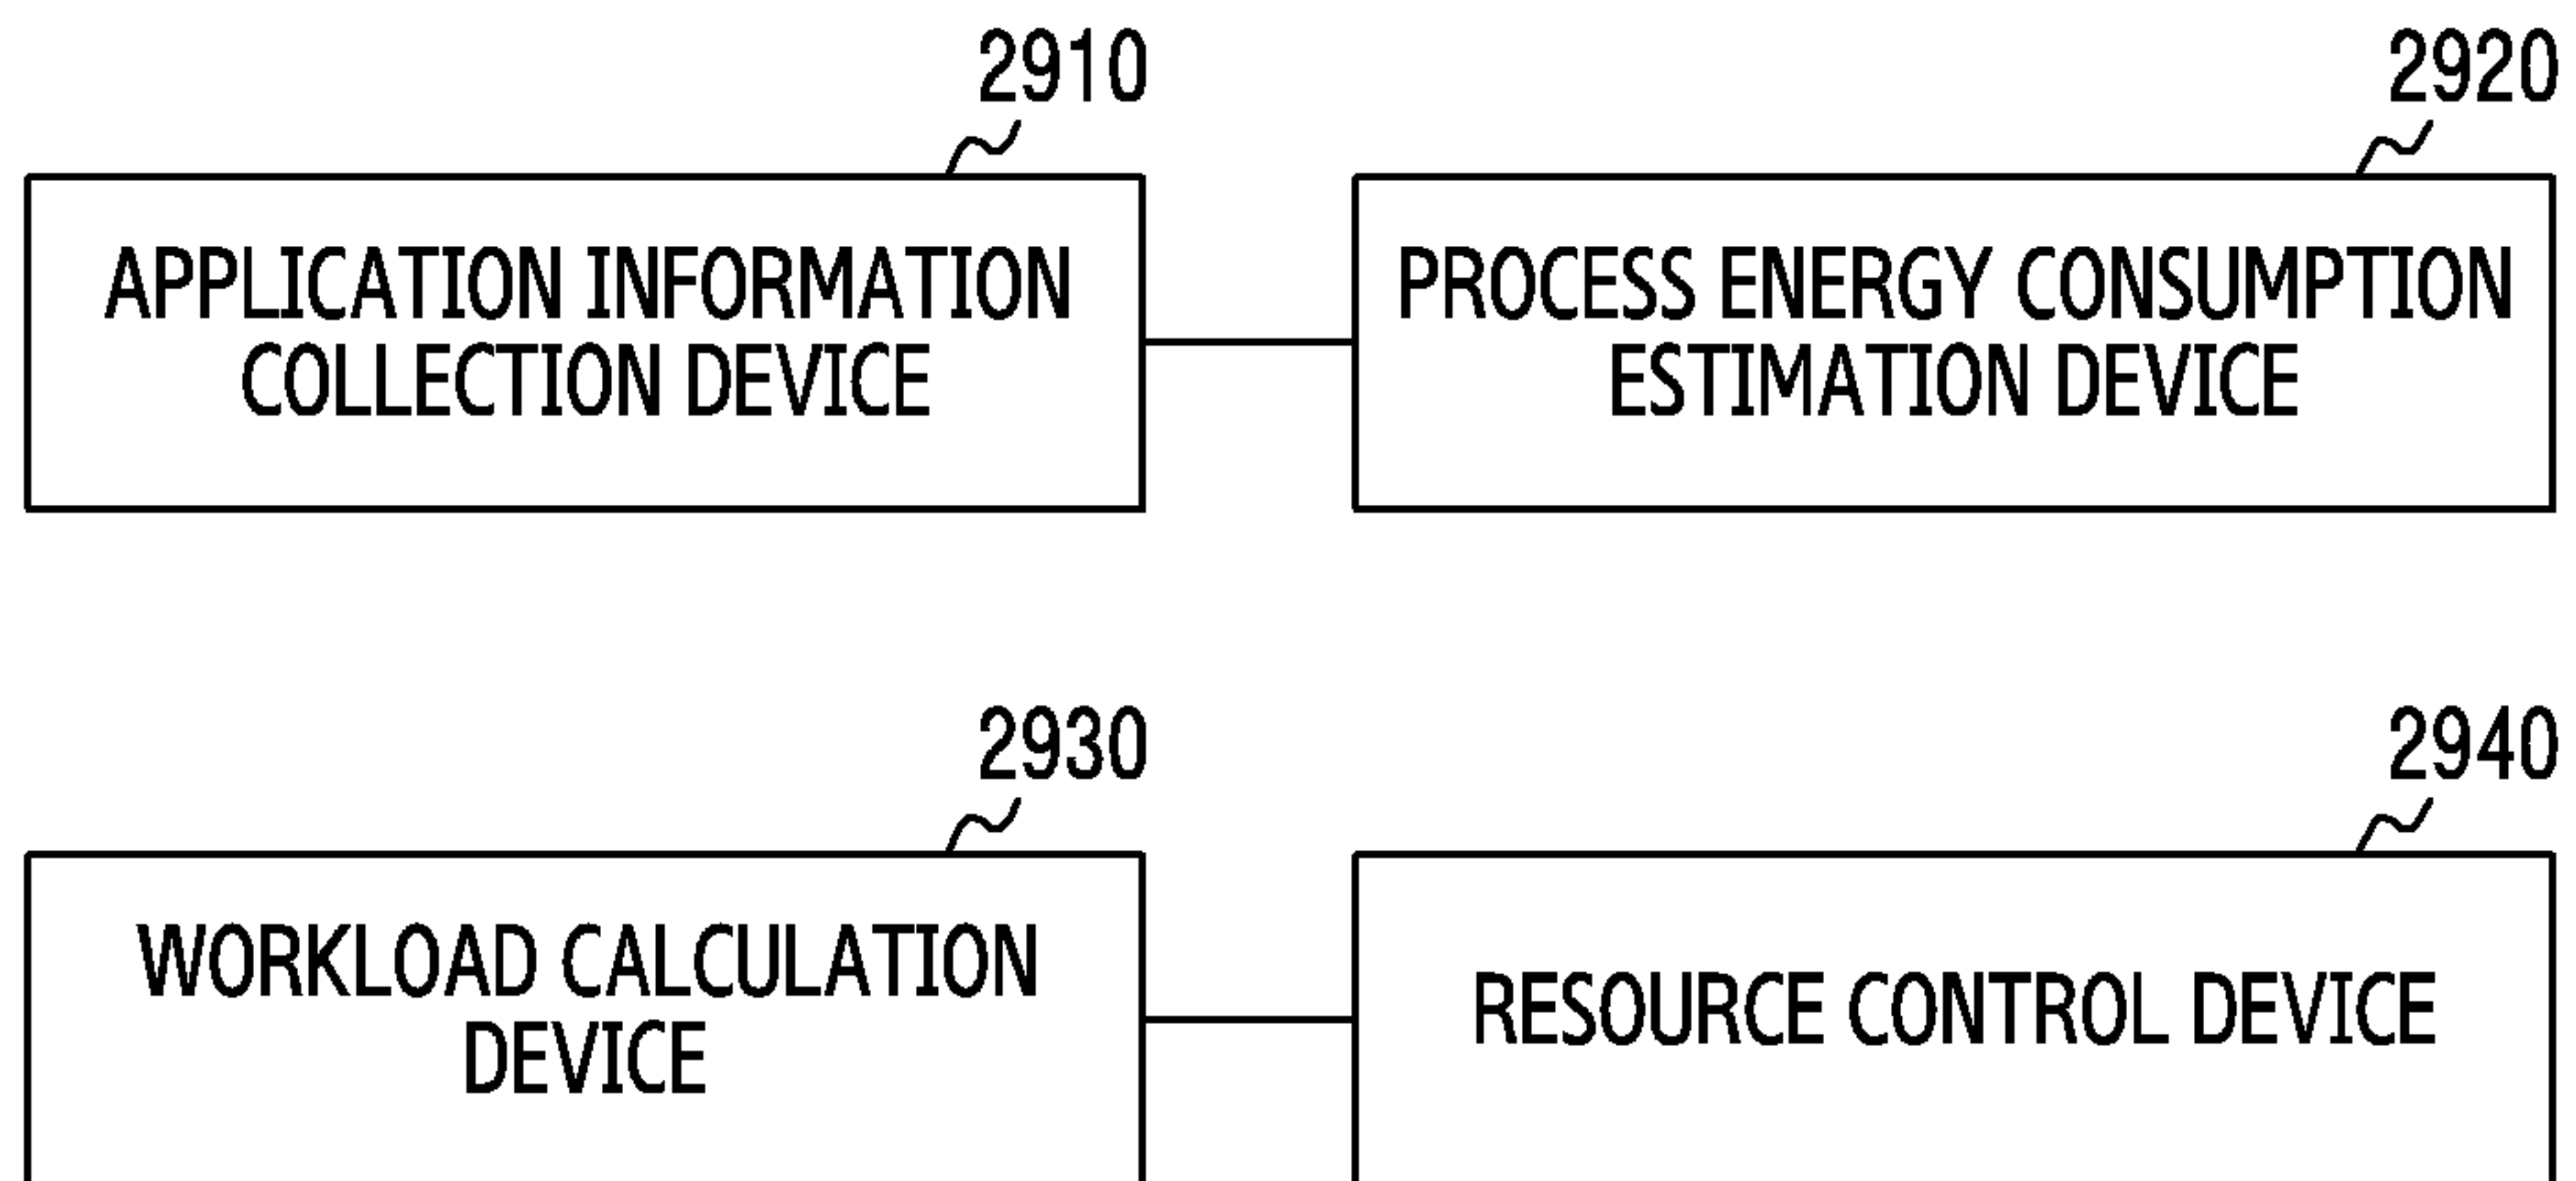 2910
2920
APPLICATION INFORMATION
COLLECTION DEVICE
PROCESS ENERGY CONSUMPTION
ESTIMATION DEVICE
2930
2940
WORKLOAD CALCULATION
DEVICE
RESOURCE CONTROL DEVICE